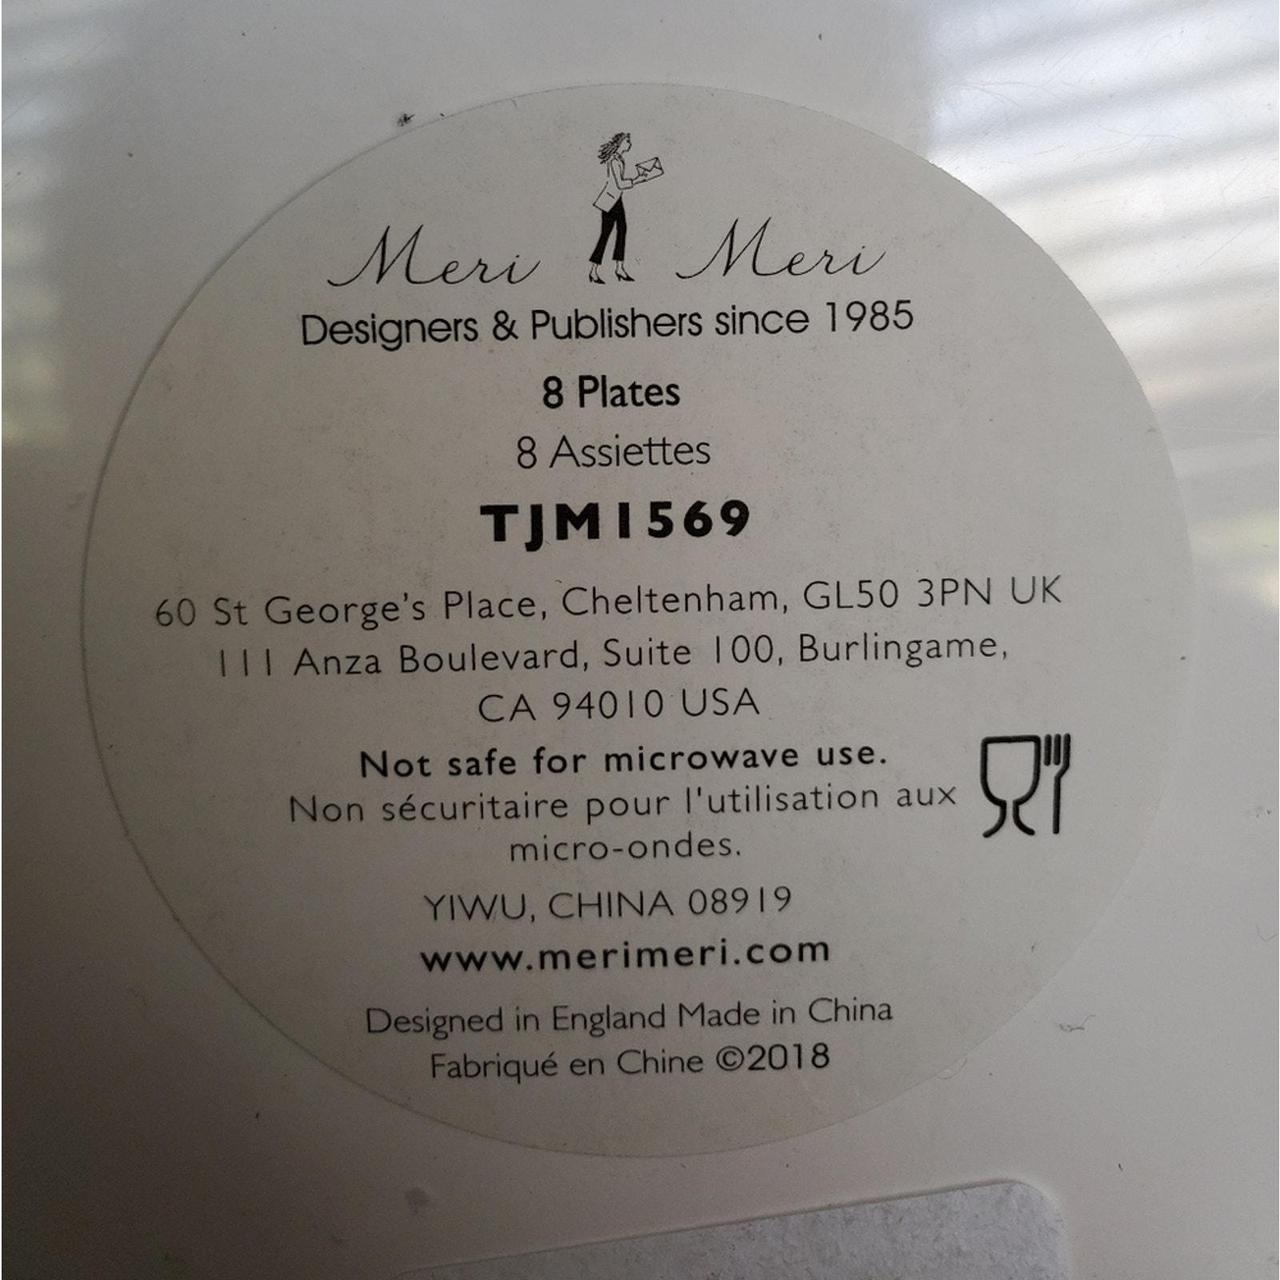 Meri Meri
Designers & Publishers since 1985
8 Plates
8 Assiettes
TJM1569
60 St George's Place, Cheltenham, GL50 3PN UK
111 Anza Boulevard, Suite 100, Burlingame,
CA 94010 USA
Not safe for microwave use.
Non sécuritaire pour l'utilisation aux
micro-ondes.
YIWU, CHINA 08919
www.merimeri.com
Designed in England Made in China
Fabriqué en Chine ©2018